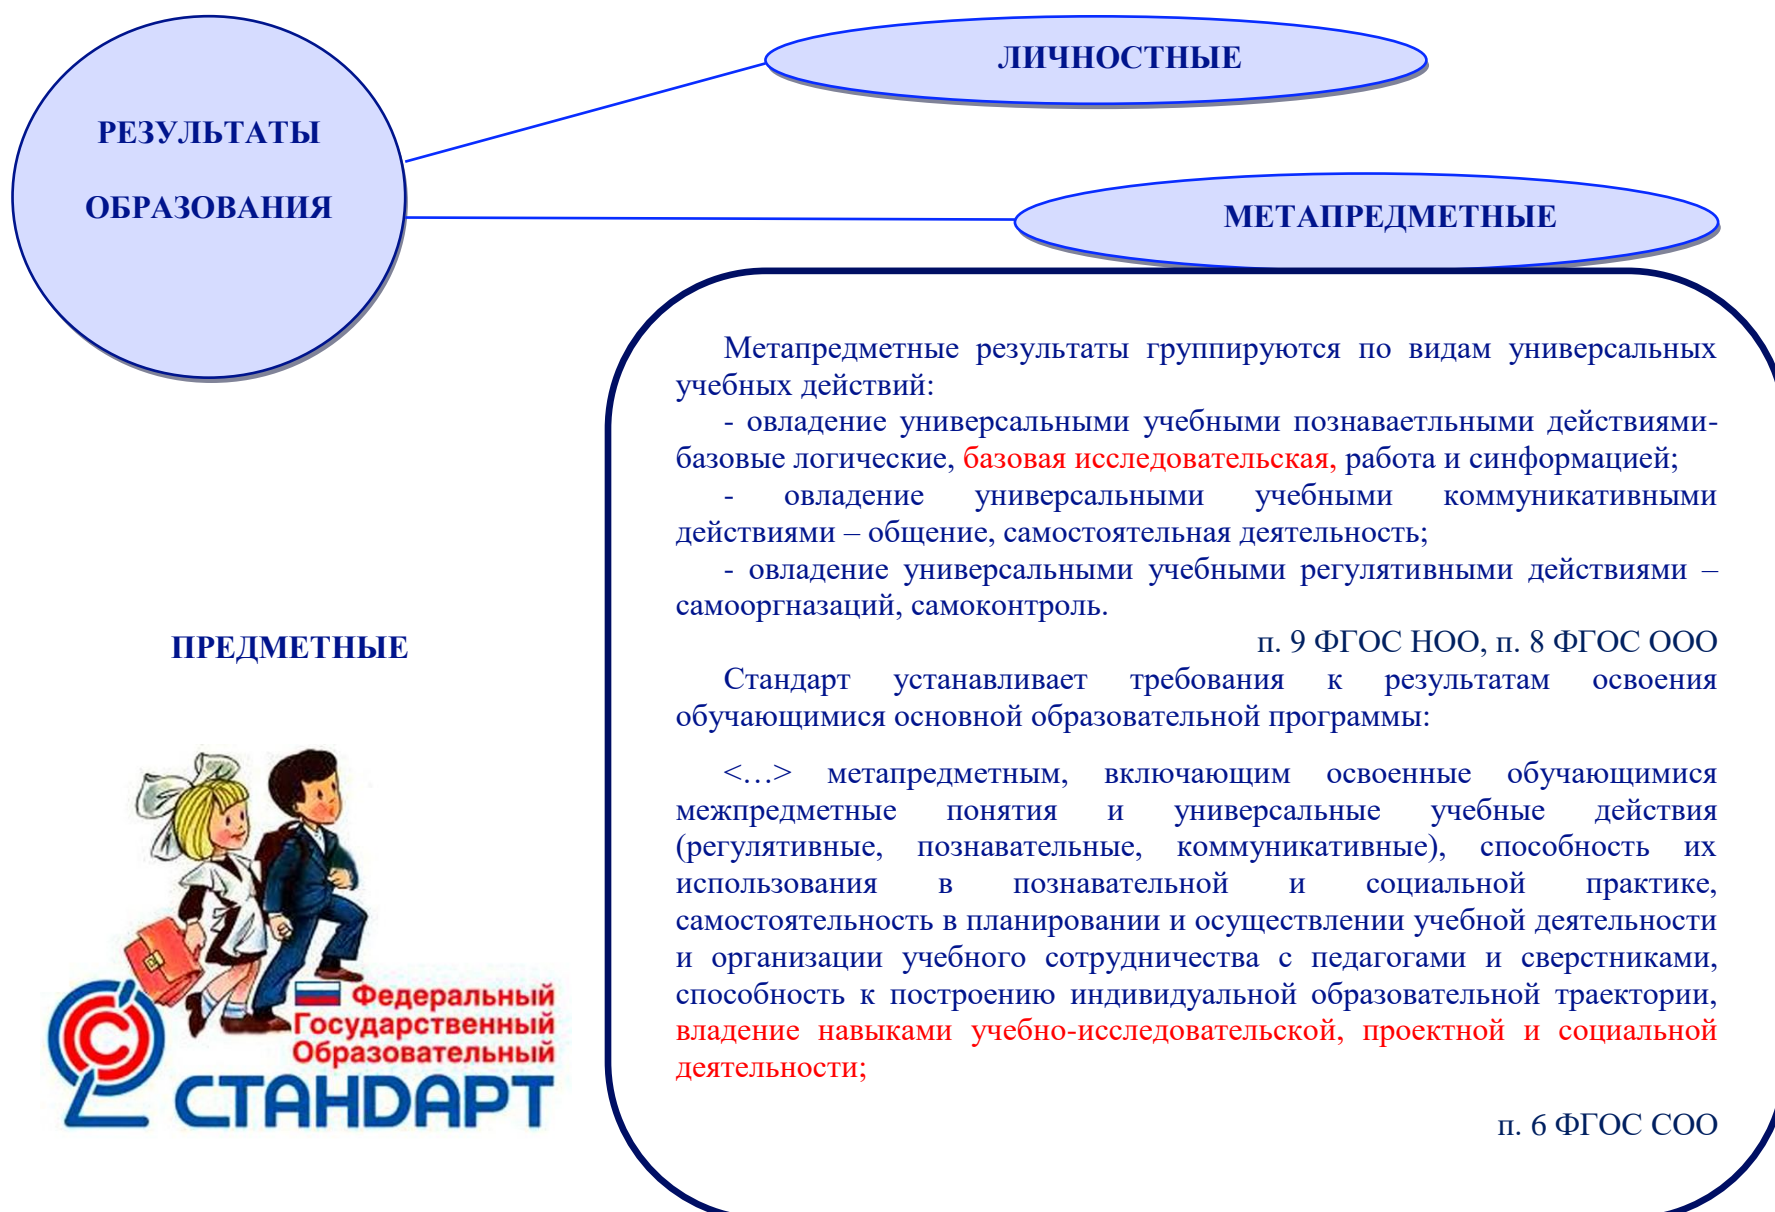 РЕЗУЛЬТАТЫ
ОБРАЗОВАНИЯ
ЛИЧНОСТНЫЕ
МЕТАПРЕДМЕТНЫЕ
Метапредметные результаты группируются по видам универсальных
учебных действий:
- овладение универсальными учебными познаваетльными действиями-
базовые логические, базовая исследовательская, работа и синформацией;
- овладение универсальными учебными коммуникативными
действиями – общение, самостоятельная деятельность;
- овладение универсальными учебными регулятивными действиями –
самооргназаций, самоконтроль.
п. 9 ФГОС НОО, п. 8 ФГОС ООО
Стандарт устанавливает требования к результатам освоения
обучающимися основной образовательной программы:
<…> метапредметным, включающим освоенные обучающимися
межпредметные понятия и универсальные учебные действия
(регулятивные, познавательные, коммуникативные), способность их
использования в познавательной и социальной практике,
самостоятельность в планировании и осуществлении учебной деятельности
и организации учебного сотрудничества с педагогами и сверстниками,
способность к построению индивидуальной образовательной траектории,
владение навыками учебно-исследовательской, проектной и социальной
деятельности;
п. 6 ФГОС СОО
ПРЕДМЕТНЫЕ
Федеральный
Государственный
Образовательный
СТАНДАРТ